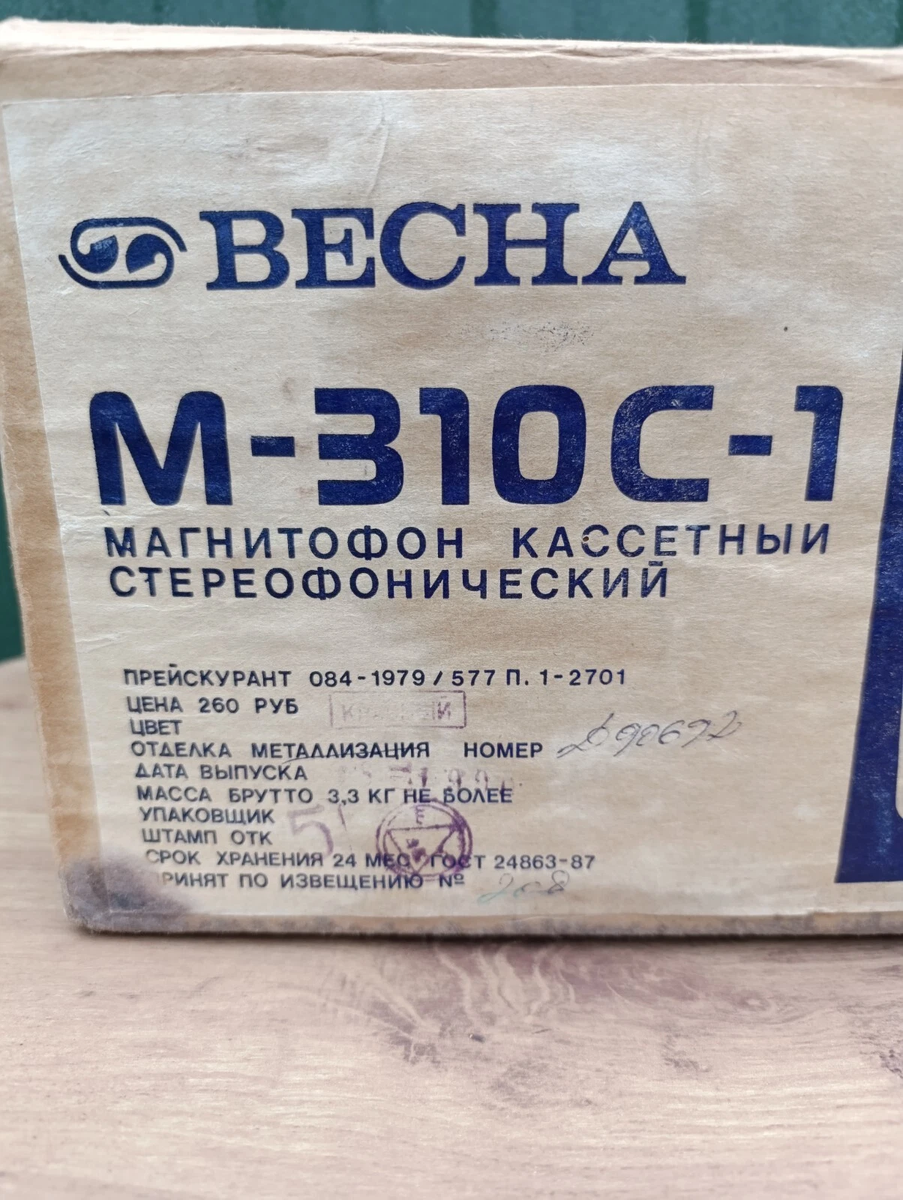 ВЕСНА
М-310С-1
МАГНИТОФОН КАССЕТНЫЙ
СТЕРЕОФОНИЧЕСКИЙ
ПРЕЙСКУРАНТ 084-1979/577 П. 1-2701
ЦЕНА 260 РУБ
КРАСНЫЙ
ЦВЕТ
ОТДЕЛКА МЕТАЛЛИЗАЦИЯ НОМЕР
ДАТА ВЫПУСКА
МАССА БРУТТО 3,3 КГ НЕ БОЛЕЕ
УПАКОВЩИК
ШТАМП ОТК
СРОК ХРАНЕНИЯ 24 МЕС ГОСТ 24863-87
ПРИНЯТ ПО ИЗВЕЩЕНИЮ № 208